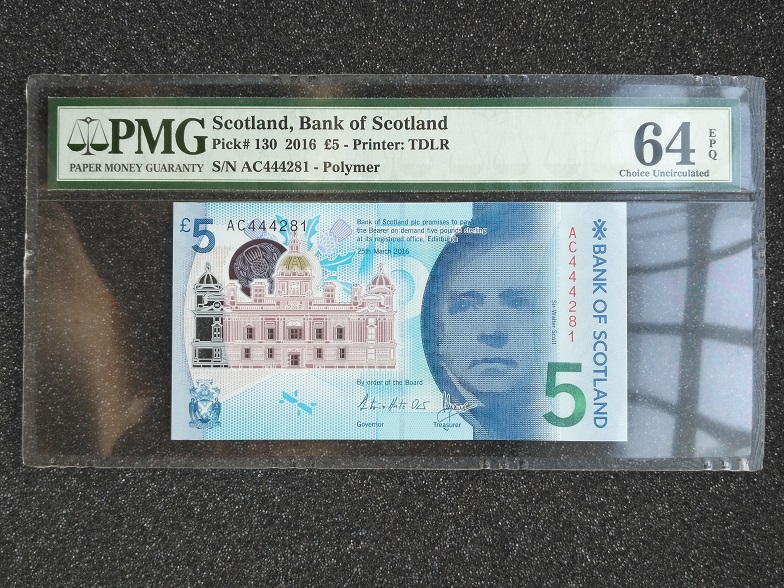 PMG
PAPER MONEY GUARANTY
Scotland, Bank of Scotland
Pick# 130 2016 £5 - Printer: TDLR
S/N AC444281 - Polymer
64
EPQ
Choice Uncirculated
£5
AC444281
Bank of Scotland plc promises to pay
the Bearer on demand five pounds sterling
at its registered office, Edinburgh
25th March 2016
By order of the Board
Governor
Treasurer
Sir Walter Scott
AC444281
BANK OF SCOTLAND
5